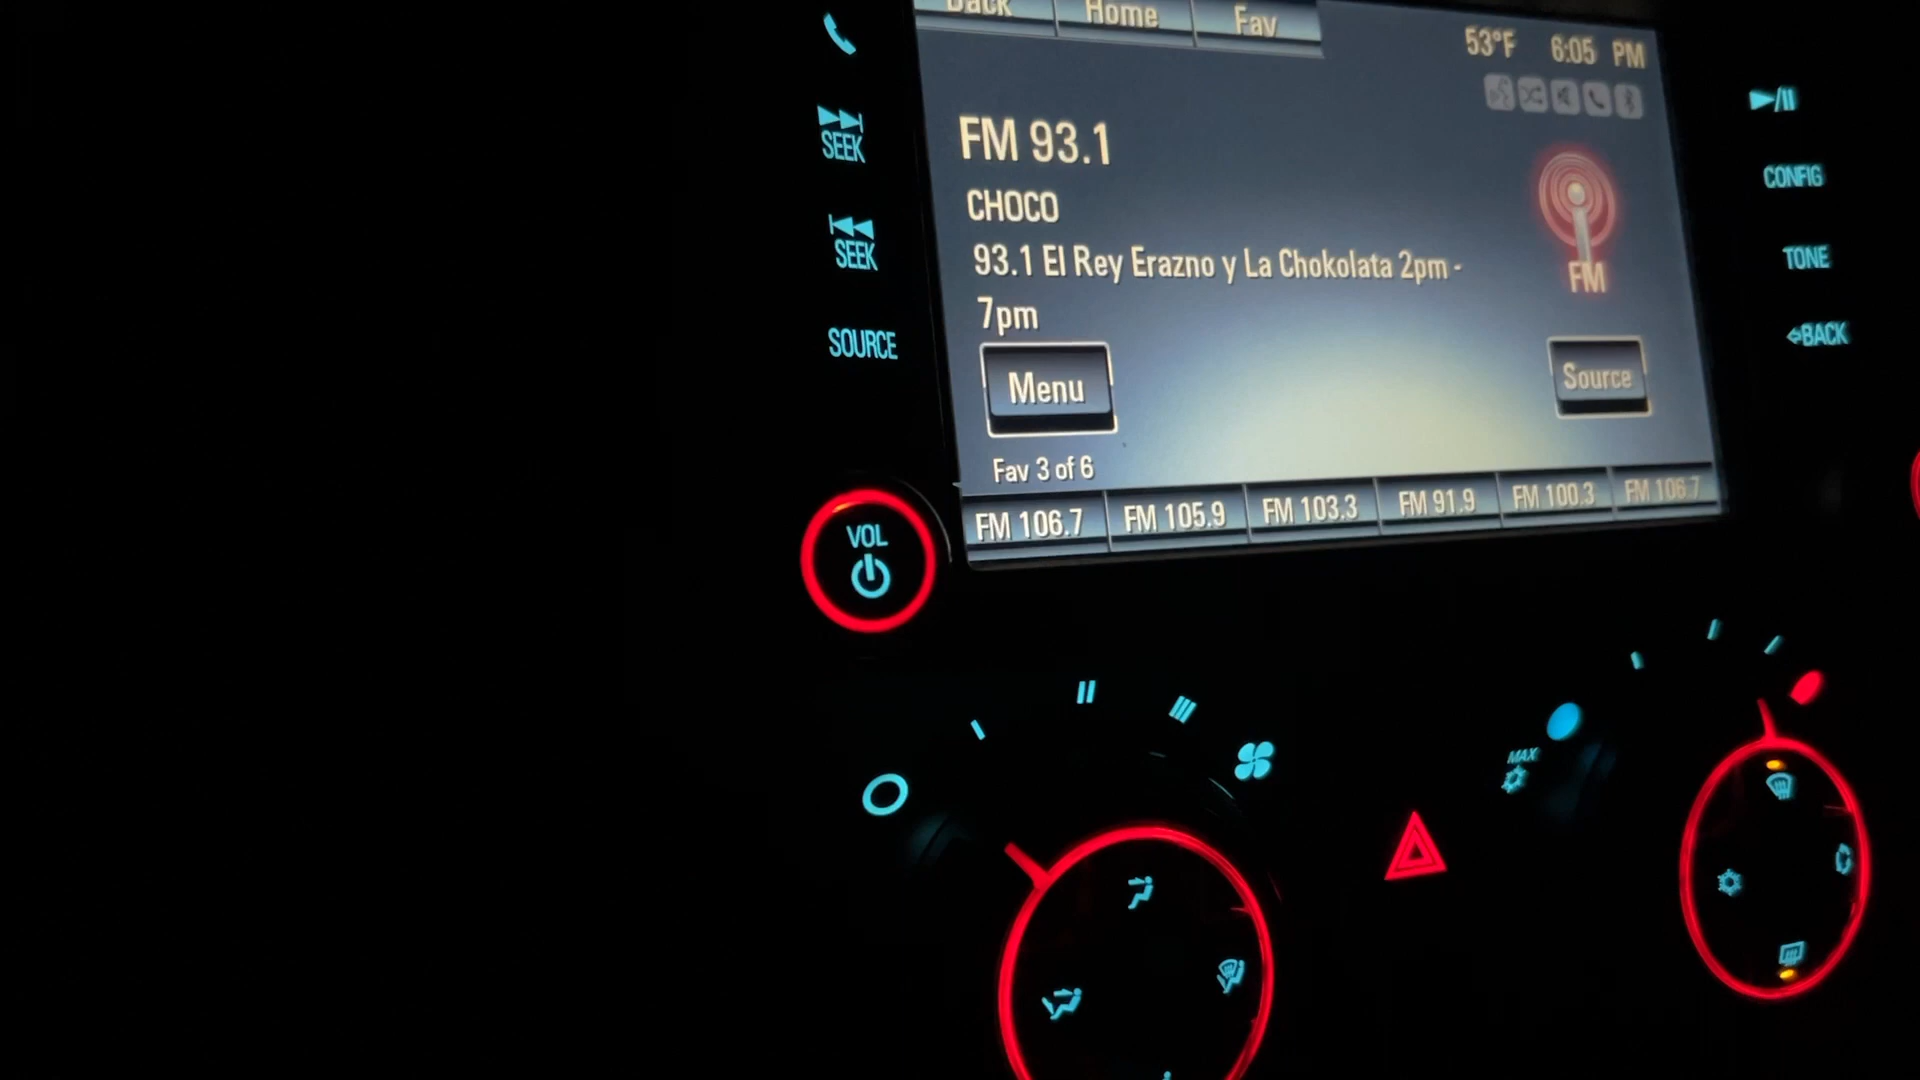 Back Home Fav
53°F 6:05 PM
FM 93.1
CHOCO
93.1 El Rey Erazno y La Chokolata 2pm -
7pm
FM
Menu
Source
Fav 3 of 6
FM 106.7 FM 105.9 FM 103.3 FM 91.9 FM 100.3 FM 106.7
SEEK
SEEK
SOURCE
VOL
CONFIG
TONE
BACK
MAX